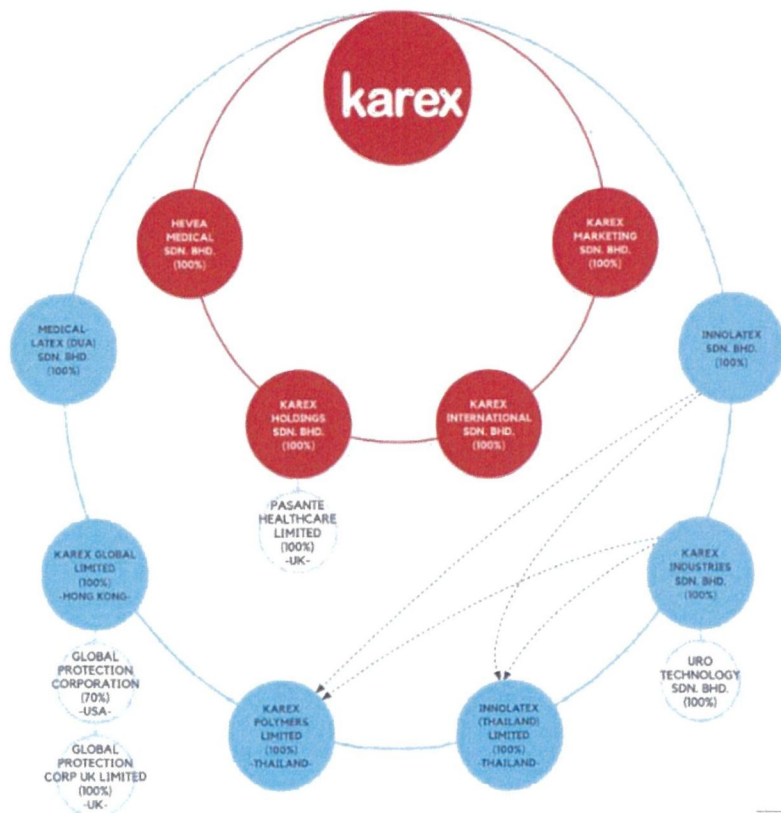 karex
HEVEA
MEDICAL
SDN. BHD.
(100%)
KAREX
MARKETING
SDN. BHD.
(100%)
MEDICAL-
LATEX (DUA)
SDN. BHD.
(100%)
INNOLATEX
SDN. BHD.
(100%)
KAREX
HOLDINGS
SDN. BHD.
(100%)
KAREX
INTERNATIONAL
SDN. BHD.
(100%)
PASANTE
HEALTHCARE
LIMITED
(100%)
-UK-
KAREX GLOBAL
LIMITED
(100%)
-HONG KONG-
KAREX
INDUSTRIES
SDN. BHD.
(100%)
GLOBAL
PROTECTION
CORPORATION
(70%)
-USA-
URO
TECHNOLOGY
SDN. BHD.
(100%)
KAREX
POLYMERS
LIMITED
(100%)
-THAILAND-
INNOLATEX
(THAILAND)
LIMITED
(100%)
-THAILAND-
GLOBAL
PROTECTION
CORP UK LIMITED
(100%)
-UK-